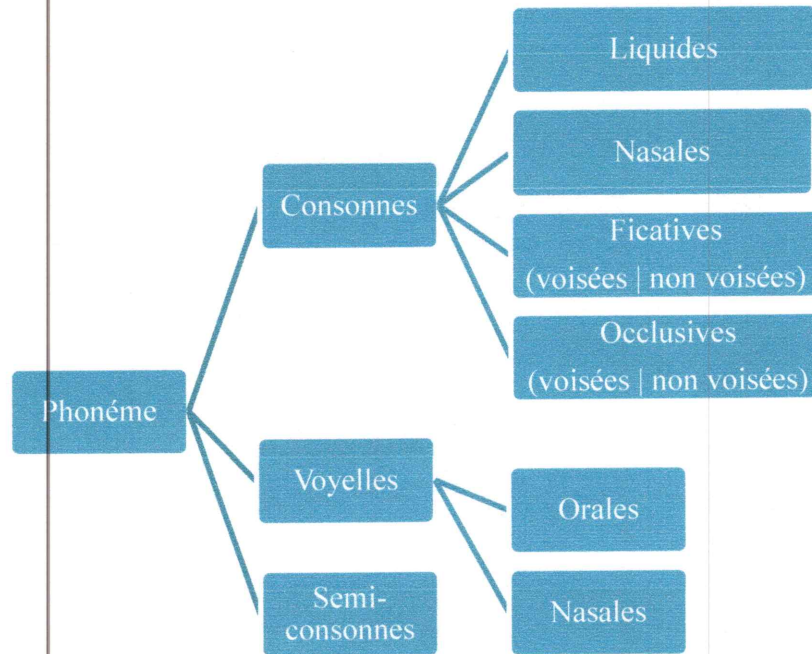 Liquides
Nasales
Consonnes
Ficatives
(voisées | non voisées)
Occlusives
(voisées | non voisées)
Phonéme
Voyelles
Orales
Semi-
consonnes
Nasales